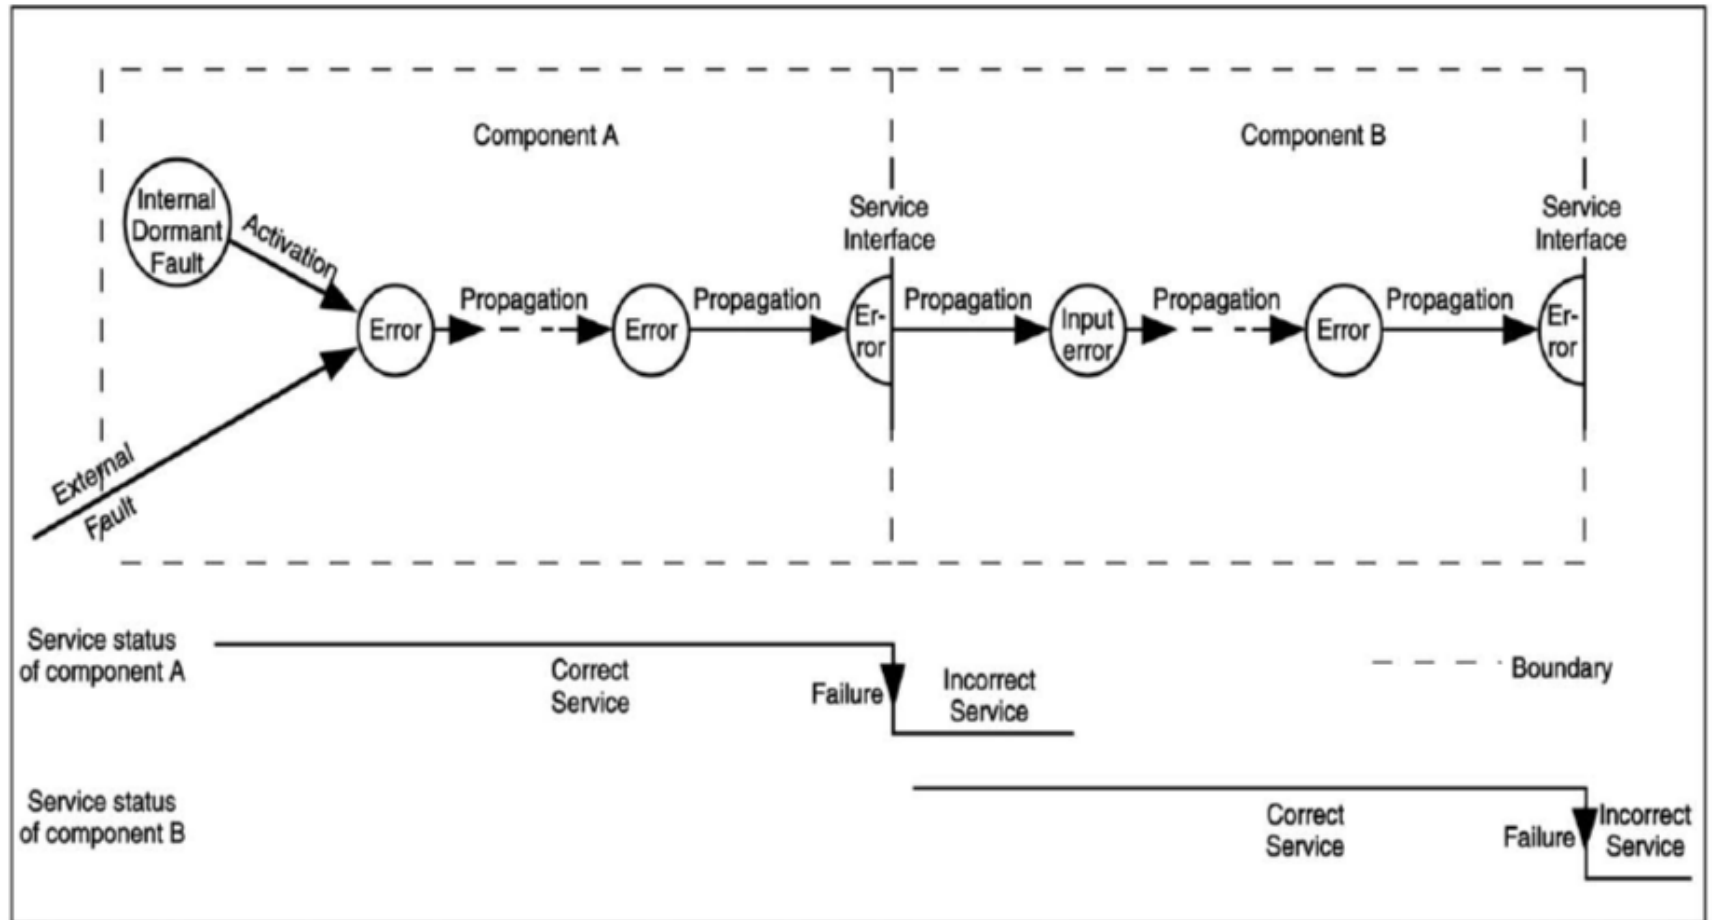 Component A
Component B
Internal
Dormant
Fault
Activation
Service
Interface
Service
Interface
Error
Propagation
Error
Propagation
Er-
ror
Propagation
Input
error
Propagation
Error
Propagation
Er-
ror
External
Fault
Service status
of component A
Correct
Service
Failure
Incorrect
Service
Boundary
Service status
of component B
Correct
Service
Failure
Incorrect
Service